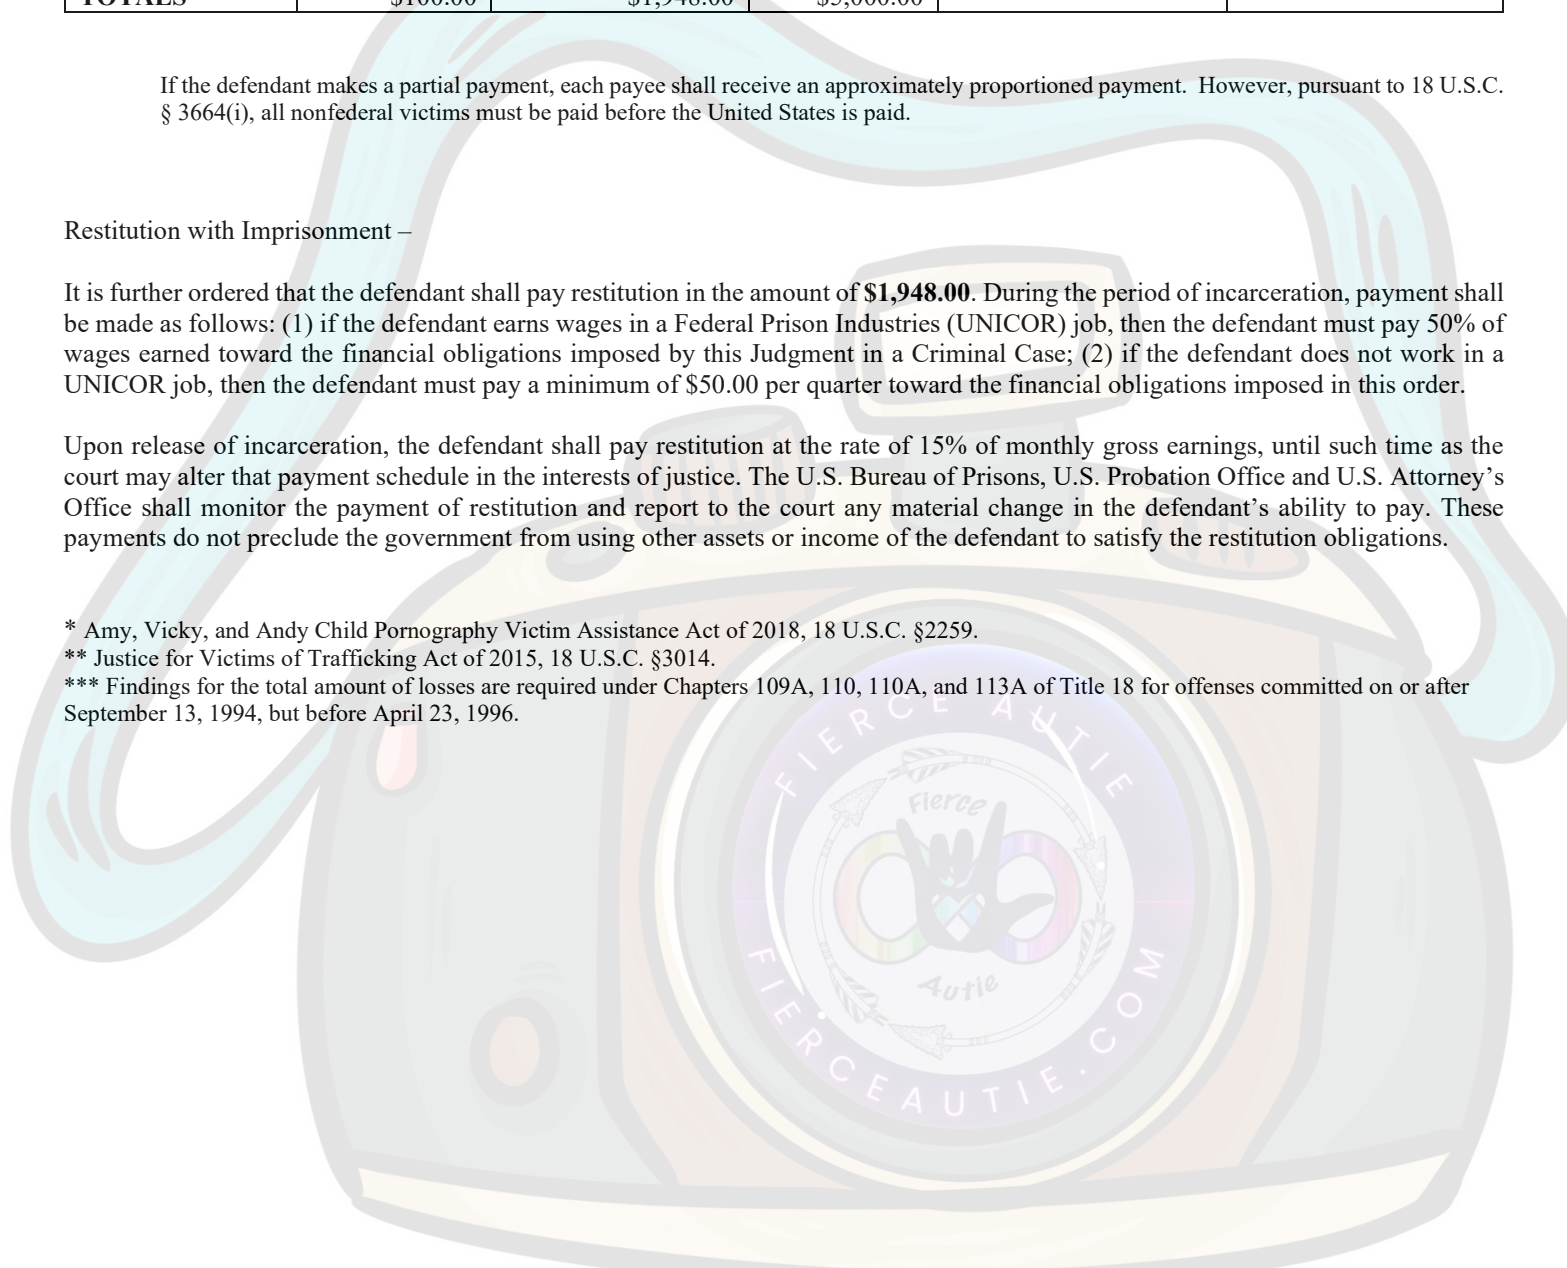 TOTALS $100.00 $1,948.00 $5,000.00
If the defendant makes a partial payment, each payee shall receive an approximately proportioned payment.  However, pursuant to 18 U.S.C.
§ 3664(i), all nonfederal victims must be paid before the United States is paid.
Restitution with Imprisonment –
It is further ordered that the defendant shall pay restitution in the amount of $1,948.00. During the period of incarceration, payment shall
be made as follows: (1) if the defendant earns wages in a Federal Prison Industries (UNICOR) job, then the defendant must pay 50% of
wages earned toward the financial obligations imposed by this Judgment in a Criminal Case; (2) if the defendant does not work in a
UNICOR job, then the defendant must pay a minimum of $50.00 per quarter toward the financial obligations imposed in this order.
Upon release of incarceration, the defendant shall pay restitution at the rate of 15% of monthly gross earnings, until such time as the
court may alter that payment schedule in the interests of justice. The U.S. Bureau of Prisons, U.S. Probation Office and U.S. Attorney’s
Office shall monitor the payment of restitution and report to the court any material change in the defendant’s ability to pay. These
payments do not preclude the government from using other assets or income of the defendant to satisfy the restitution obligations.
* Amy, Vicky, and Andy Child Pornography Victim Assistance Act of 2018, 18 U.S.C. §2259.
** Justice for Victims of Trafficking Act of 2015, 18 U.S.C. §3014.
*** Findings for the total amount of losses are required under Chapters 109A, 110, 110A, and 113A of Title 18 for offenses committed on or after
September 13, 1994, but before April 23, 1996.
FIERCE AUTIE
Fierce
Autie
FIERCEAUTIE.COM